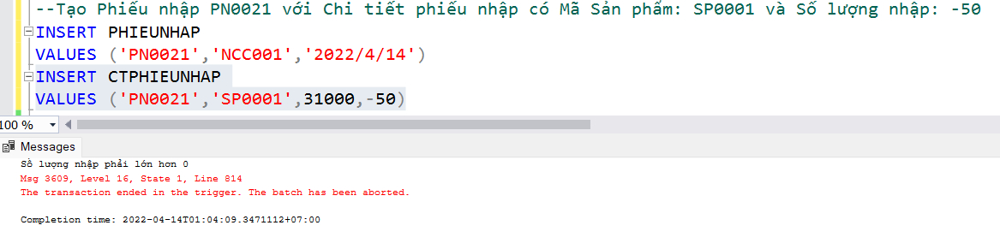 --Tạo Phiếu nhập PN0021 với Chi tiết phiếu nhập có Mã Sản phẩm: SP0001 và Số lượng nhập: -50
INSERT PHIEUNHAP
VALUES ('PN0021','NCC001','2022/4/14')
INSERT CTPHIEUNHAP
VALUES ('PN0021','SP0001',31000,-50)
100 %
Messages
Số lượng nhập phải lớn hơn 0
Msg 3609, Level 16, State 1, Line 814
The transaction ended in the trigger. The batch has been aborted.
Completion time: 2022-04-14T01:04:09.3471112+07:00